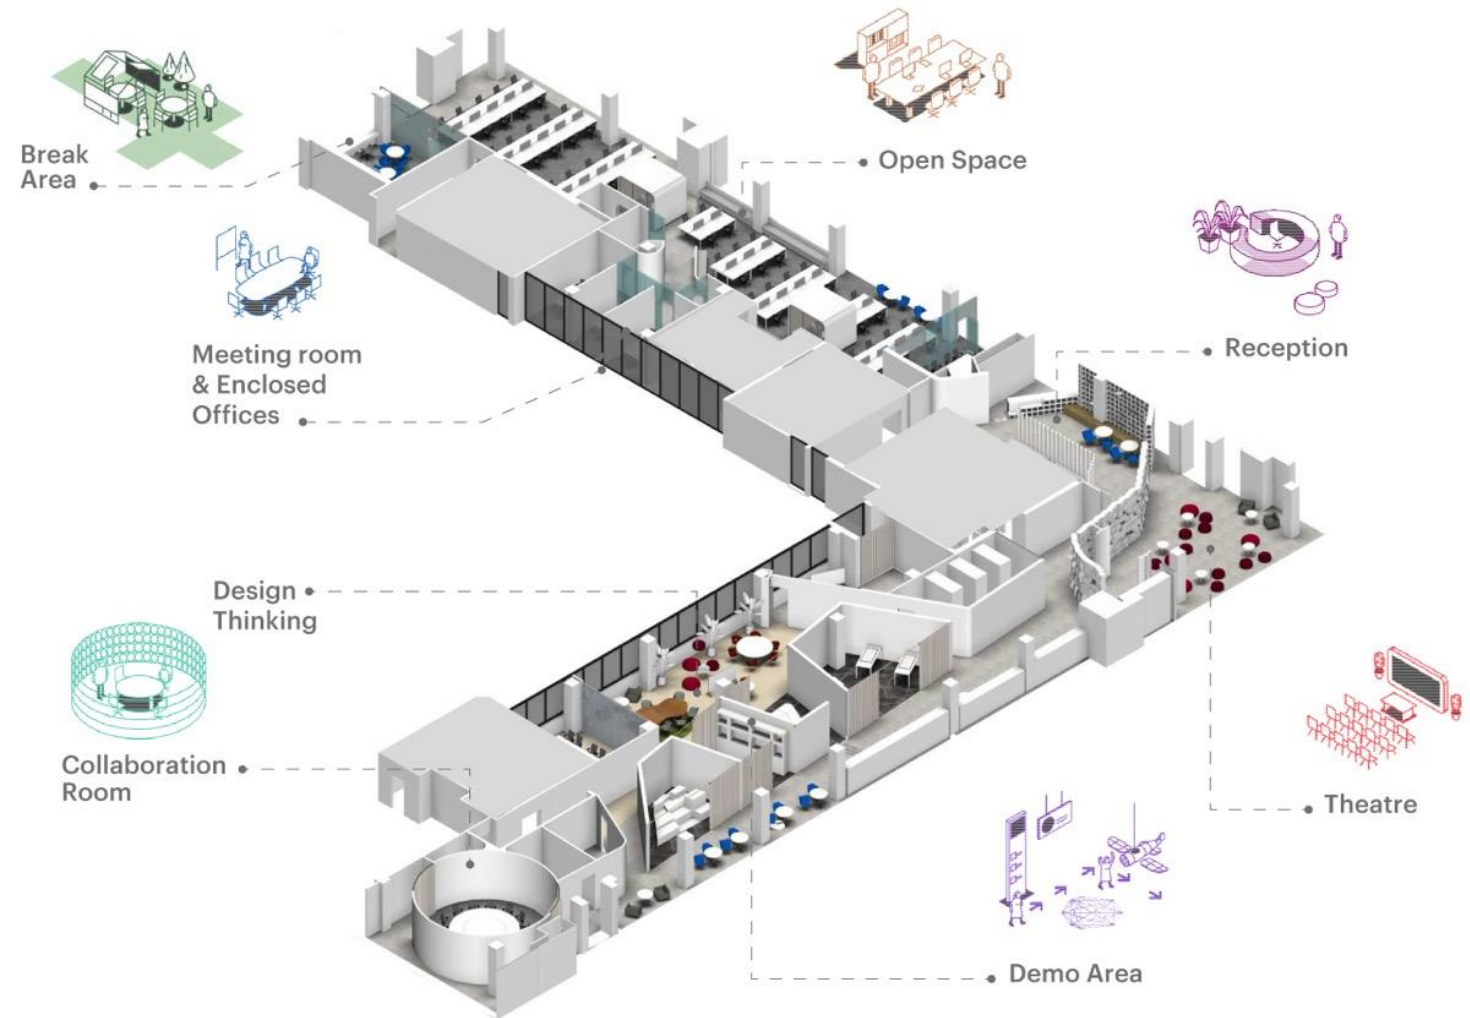 Break
Area
Open Space
Meeting room
& Enclosed
Offices
Reception
Design
Thinking
Collaboration
Room
Theatre
Demo Area